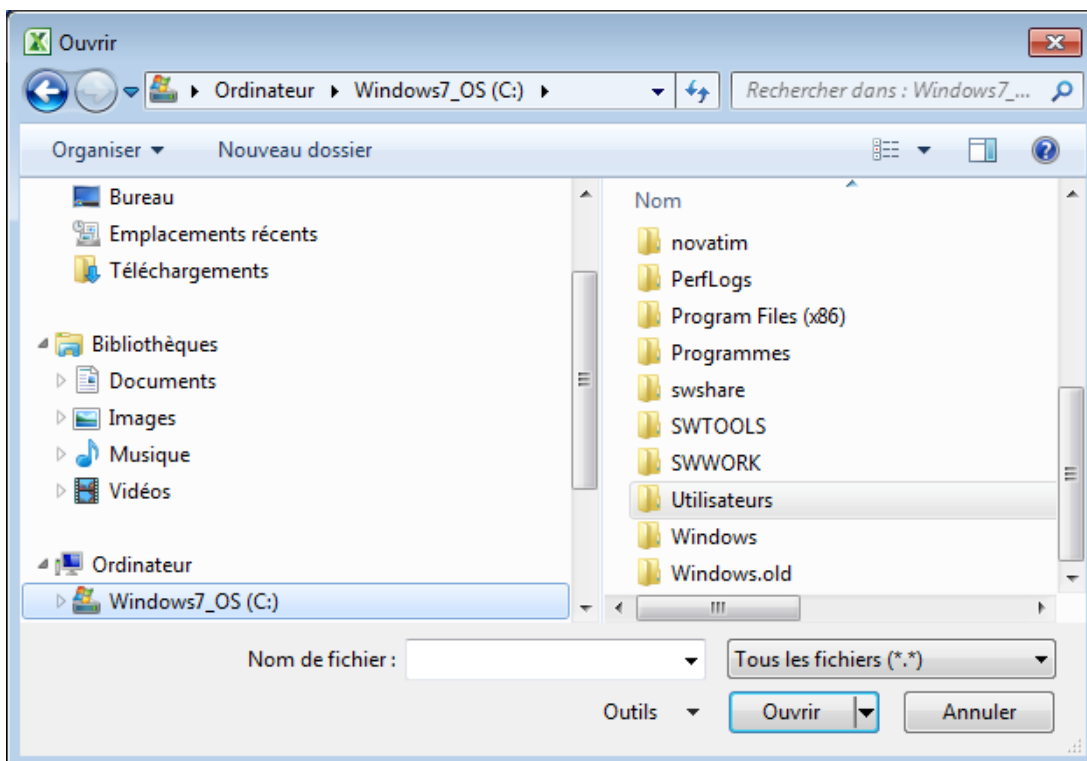 Ouvrir
Ordinateur Windows7_OS (C:) Rechercher dans : Windows7_...
Organiser Nouveau dossier
Bureau
Emplacements récents
Téléchargements
Bibliothèques
Documents
Images
Musique
Vidéos
Ordinateur
Windows7_OS (C:)
Nom
novatim
PerfLogs
Program Files (x86)
Programmes
swshare
SWTOOLS
SWWORK
Utilisateurs
Windows
Windows.old
Nom de fichier : Tous les fichiers (*.*)
Outils Ouvrir Annuler